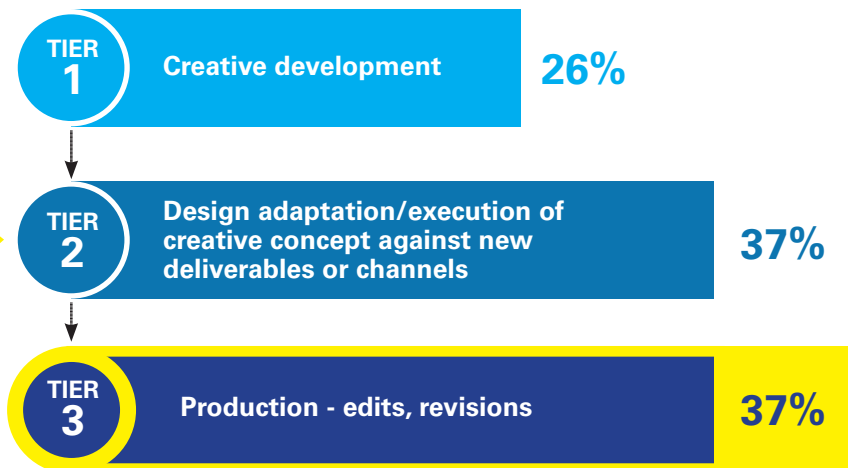 TIER
1
Creative development
26%
TIER
2
Design adaptation/execution of
creative concept against new
deliverables or channels
37%
TIER
3
Production - edits, revisions
37%